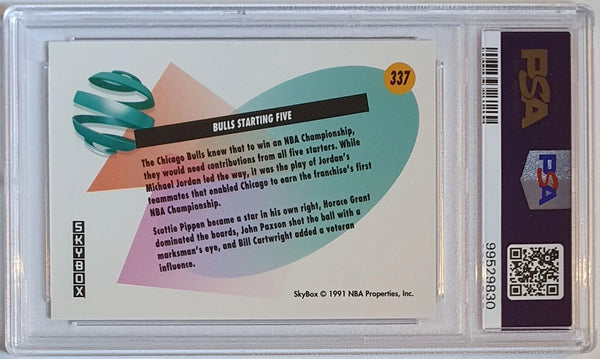 337
BULLS STARTING FIVE
The Chicago Bulls knew that to win an NBA Championship,
they would need contributions from all five starters. While
Michael Jordan led the way, it was the play of Jordan's
teammates that enabled Chicago to earn the franchise's first
NBA Championship.
Scottie Pippen became a star in his own right, Horace Grant
dominated the boards, John Paxson shot the ball with a
marksman's eye, and Bill Cartwright added a veteran
influence.
SKYBOX
SkyBox © 1991 NBA Properties, Inc.
PSA
PSA
99529830